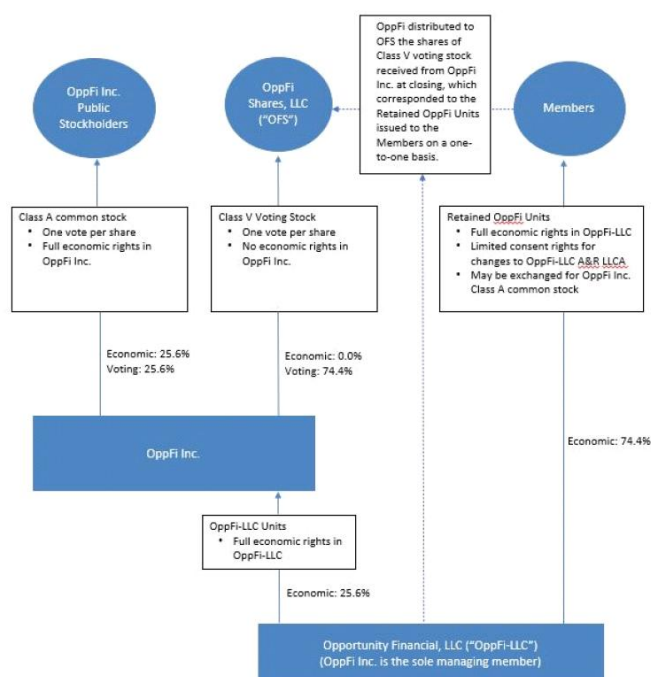 OppFi Inc.
Public
Stockholders
OppFi
Shares, LLC
("OFS")
OppFi distributed to
OFS the shares of
Class V voting stock
received from OppFi
Inc. at closing, which
corresponded to the
Retained OppFi Units
issued to the
Members on a one-
to-one basis.
Members
Class A common stock
• One vote per share
• Full economic rights in
OppFi Inc.
Class V Voting Stock
• One vote per share
• No economic rights in
OppFi Inc.
Retained OppFi Units
• Full economic rights in OppFi-LLC
• Limited consent rights for
changes to OppFi-LLC A&R LLCA
• May be exchanged for OppFi Inc.
Class A common stock
Economic: 25.6%
Voting: 25.6%
Economic: 0.0%
Voting: 74.4%
Economic: 74.4%
OppFi Inc.
OppFi-LLC Units
• Full economic rights in
OppFi-LLC
Economic: 25.6%
Opportunity Financial, LLC ("OppFi-LLC")
(OppFi Inc. is the sole managing member)